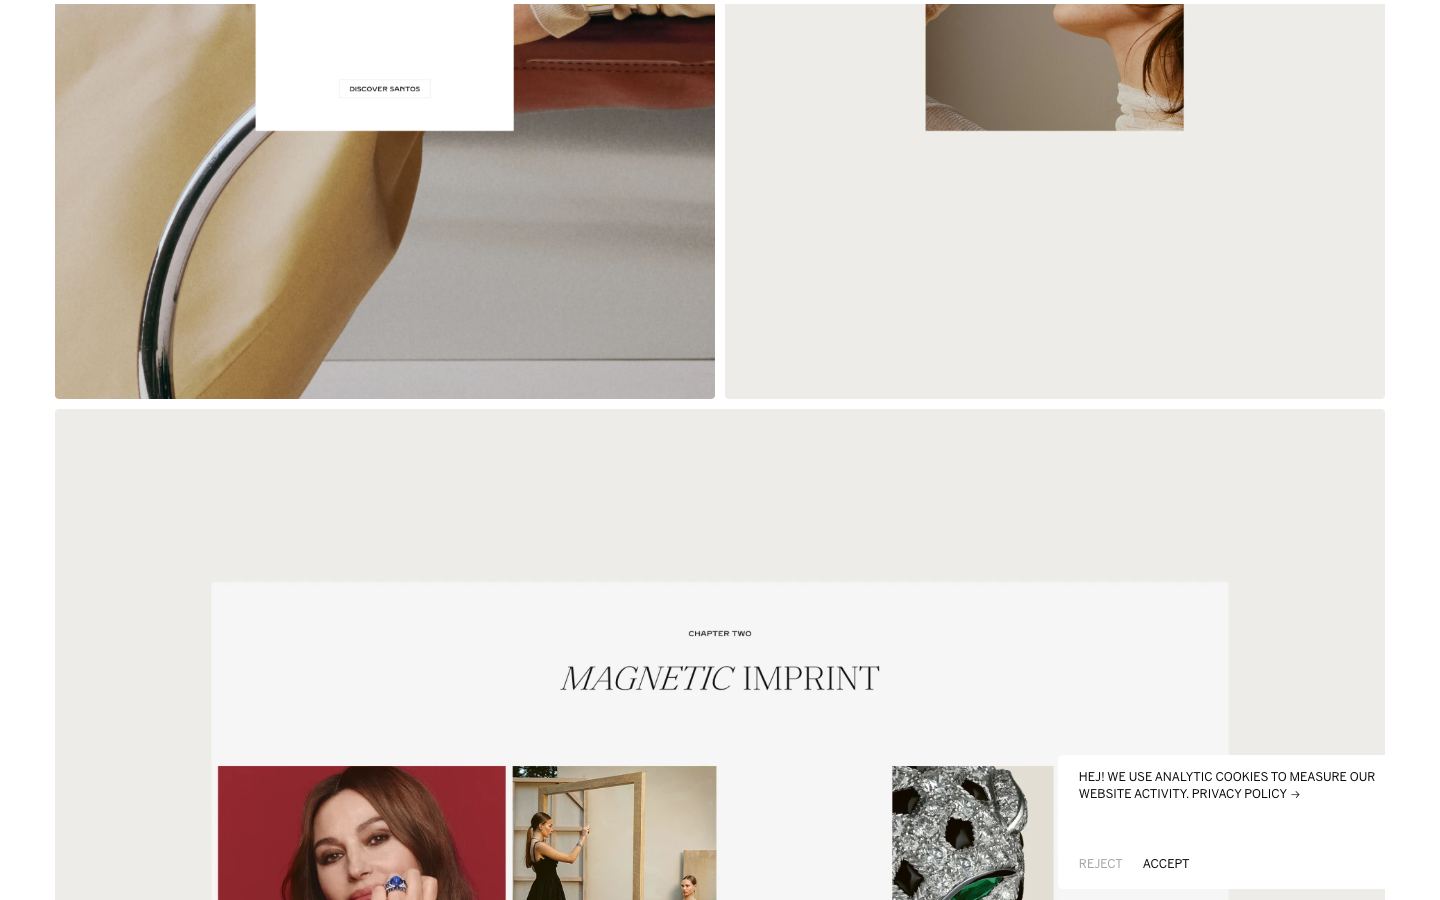 DISCOVER SANTOS
CHAPTER TWO
MAGNETIC IMPRINT
HEJ! WE USE ANALYTIC COOKIES TO MEASURE OUR
WEBSITE ACTIVITY. PRIVACY POLICY →
REJECT ACCEPT